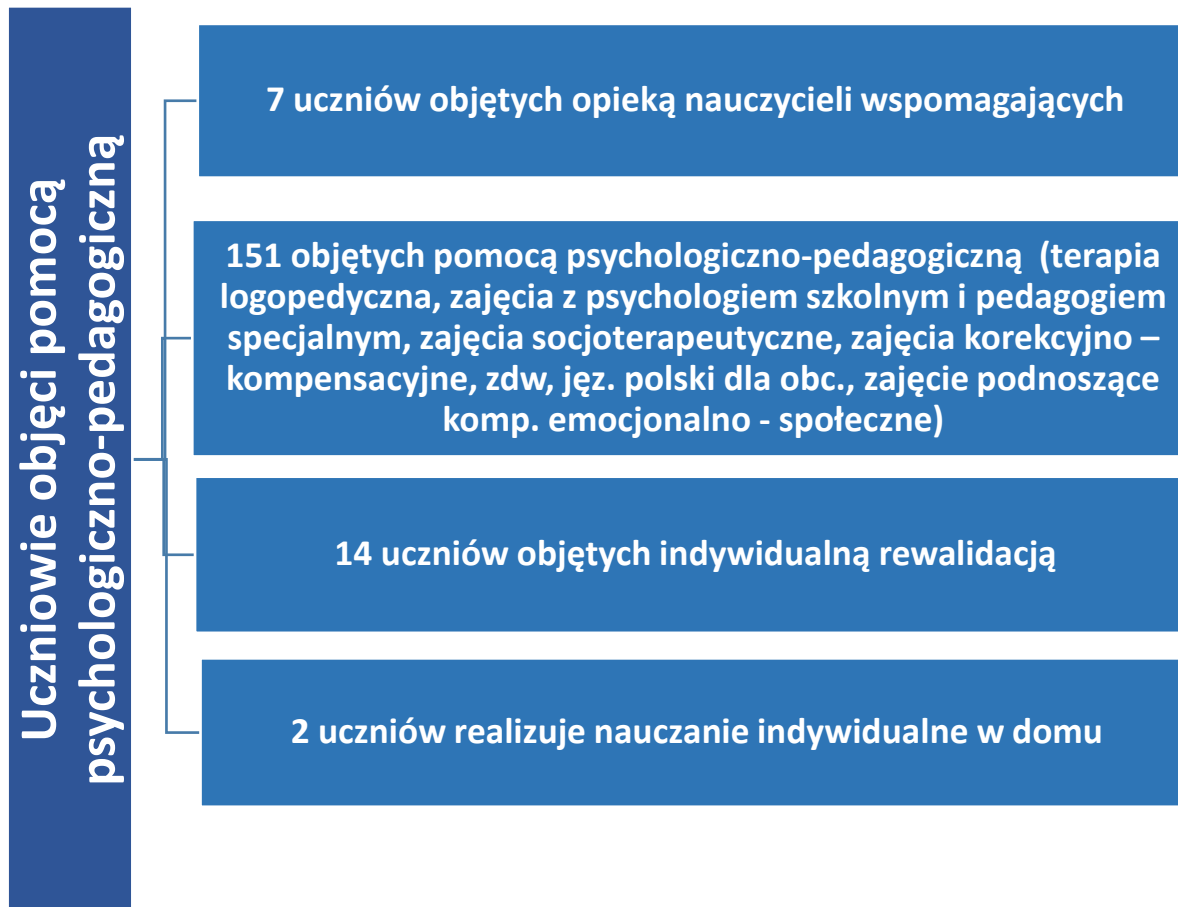 Uczniowie objęci pomocą
psychologiczno-pedagogiczną
7 uczniów objętych opieką nauczycieli wspomagających
151 objętych pomocą psychologiczno-pedagogiczną (terapia
logopedyczna, zajęcia z psychologiem szkolnym i pedagogiem
specjalnym, zajęcia socjoterapeutyczne, zajęcia korekcyjno –
kompensacyjne, zdw, jęz. polski dla obc., zajęcie podnoszące
komp. emocjonalno - społeczne)
14 uczniów objętych indywidualną rewalidacją
2 uczniów realizuje nauczanie indywidualne w domu